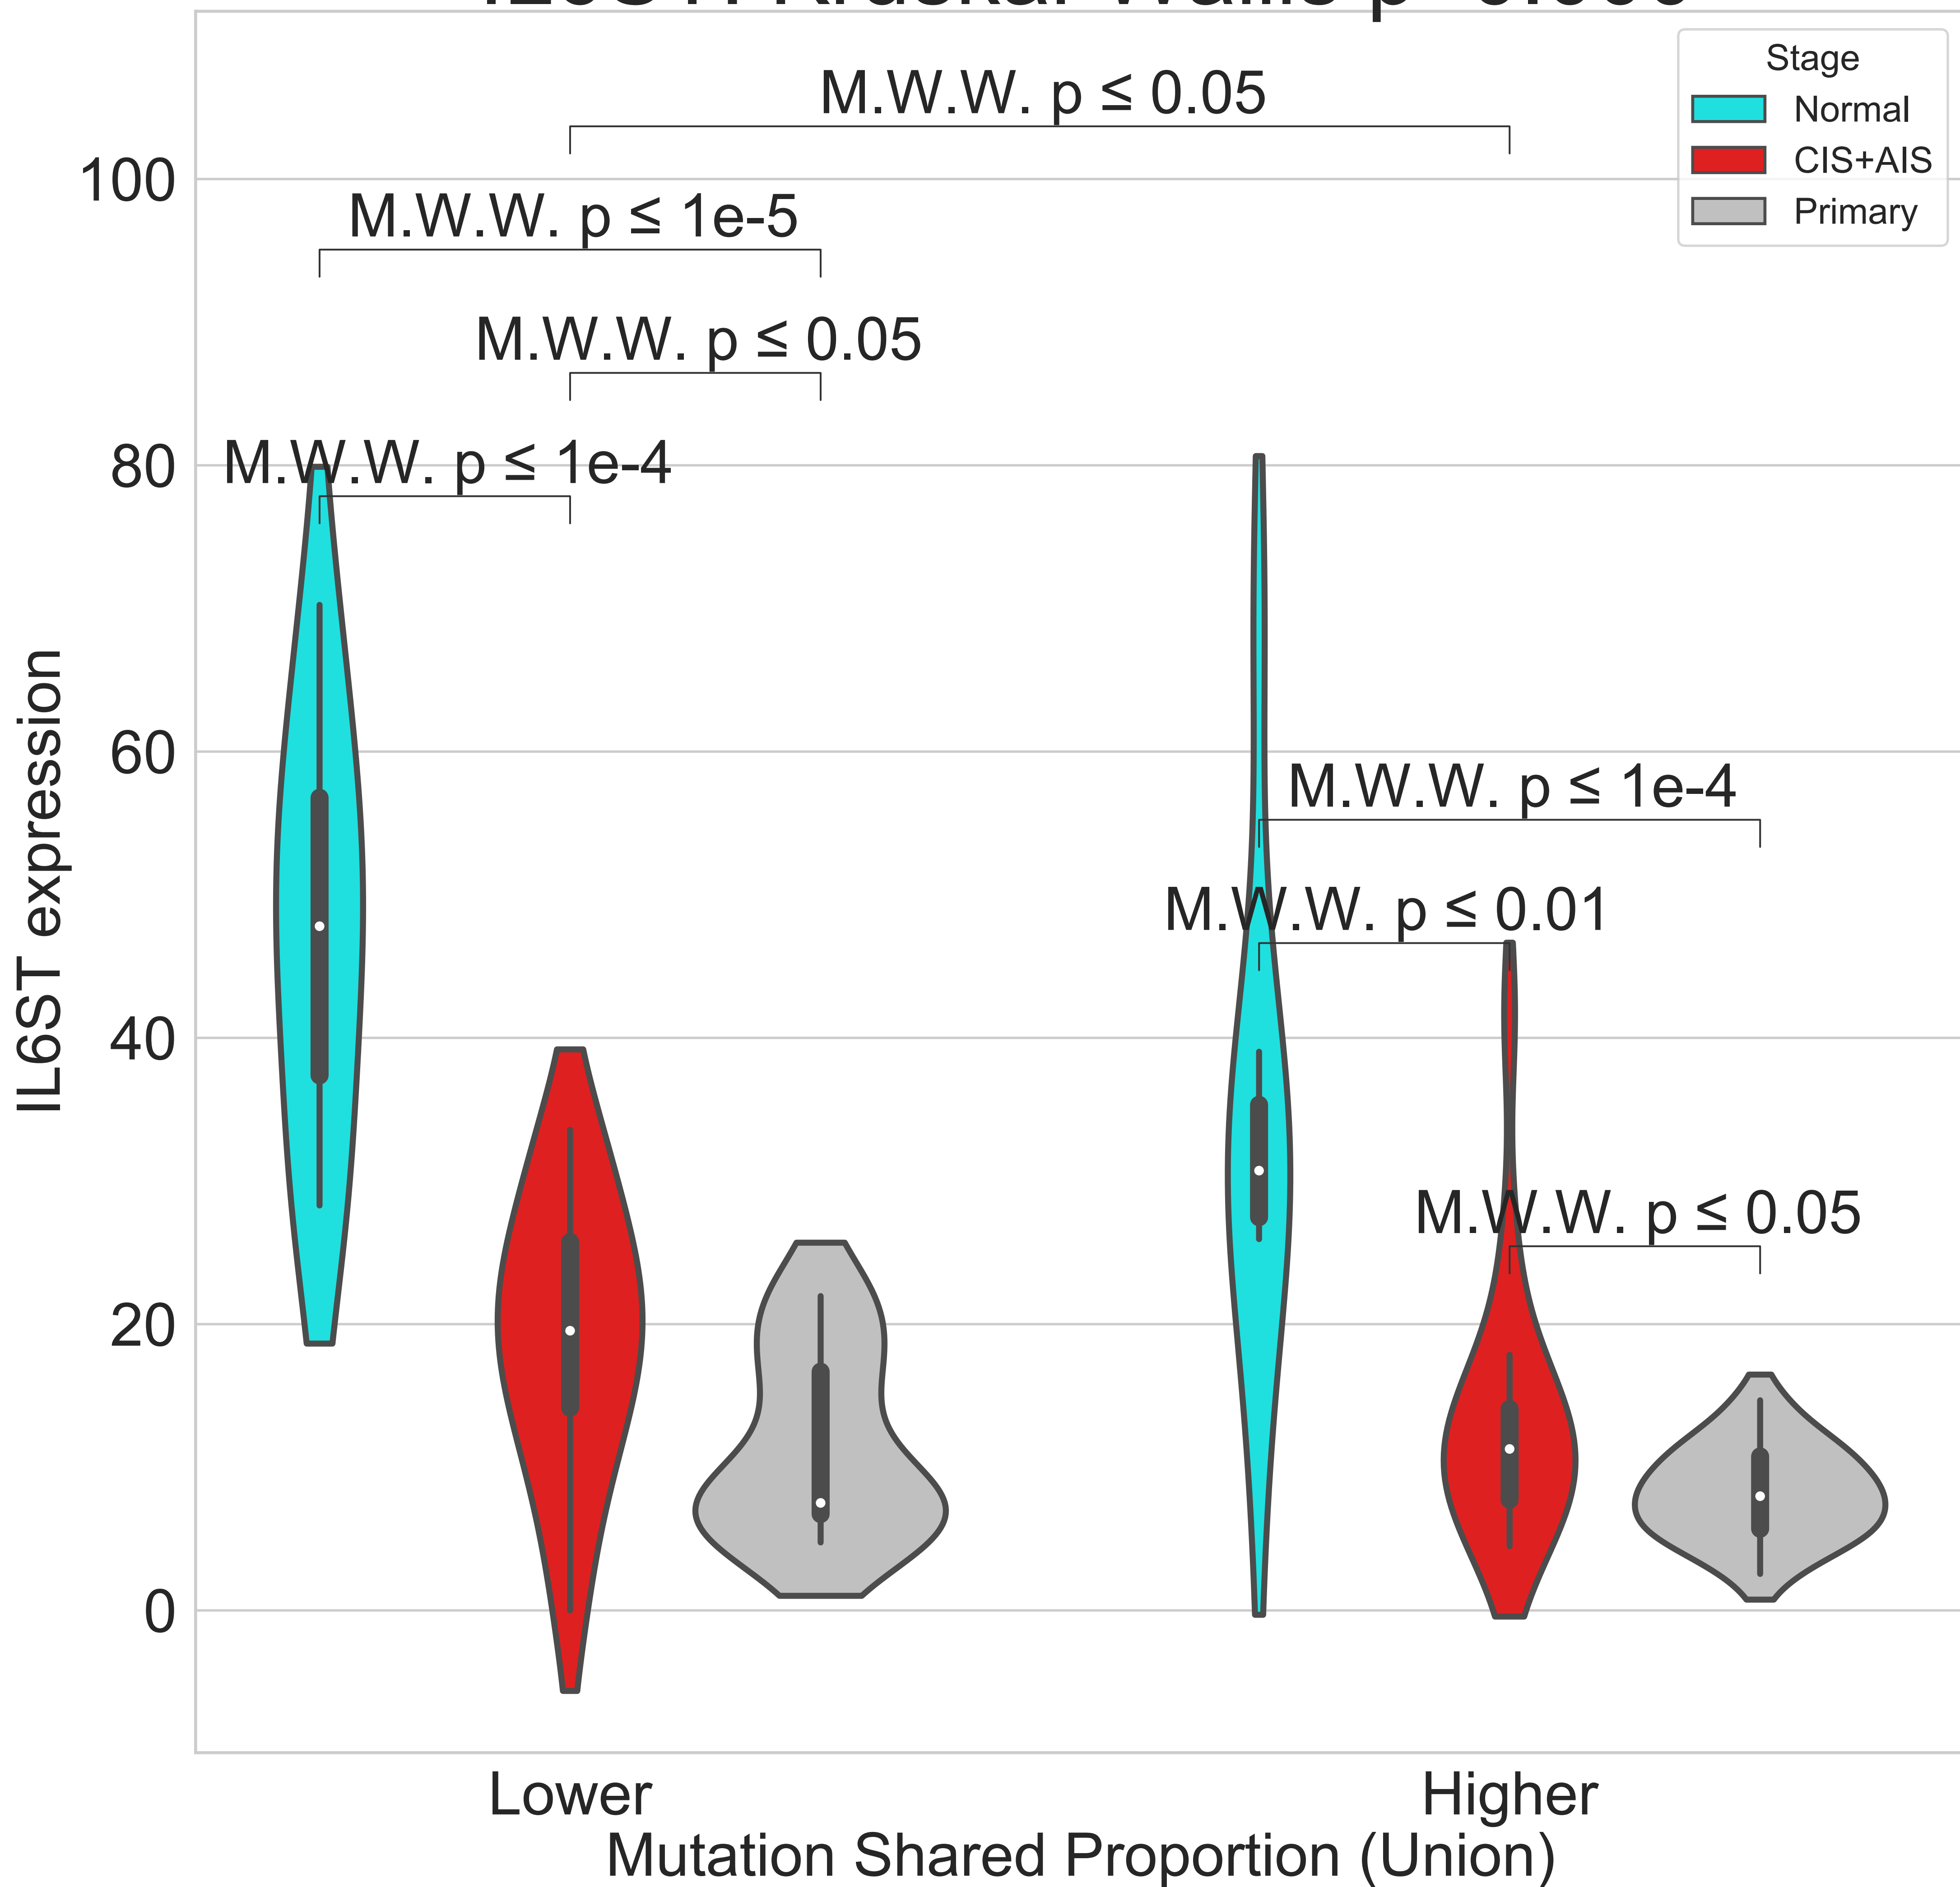 Stage
Normal
CIS+AIS
Primary
M.W.W. p ≤ 0.05
M.W.W. p ≤ 1e-5
M.W.W. p ≤ 0.05
M.W.W. p ≤ 1e-4
M.W.W. p ≤ 1e-4
M.W.W. p ≤ 0.01
M.W.W. p ≤ 0.05
100
80
60
40
20
0
IL6ST expression
Lower
Higher
Mutation Shared Proportion (Union)